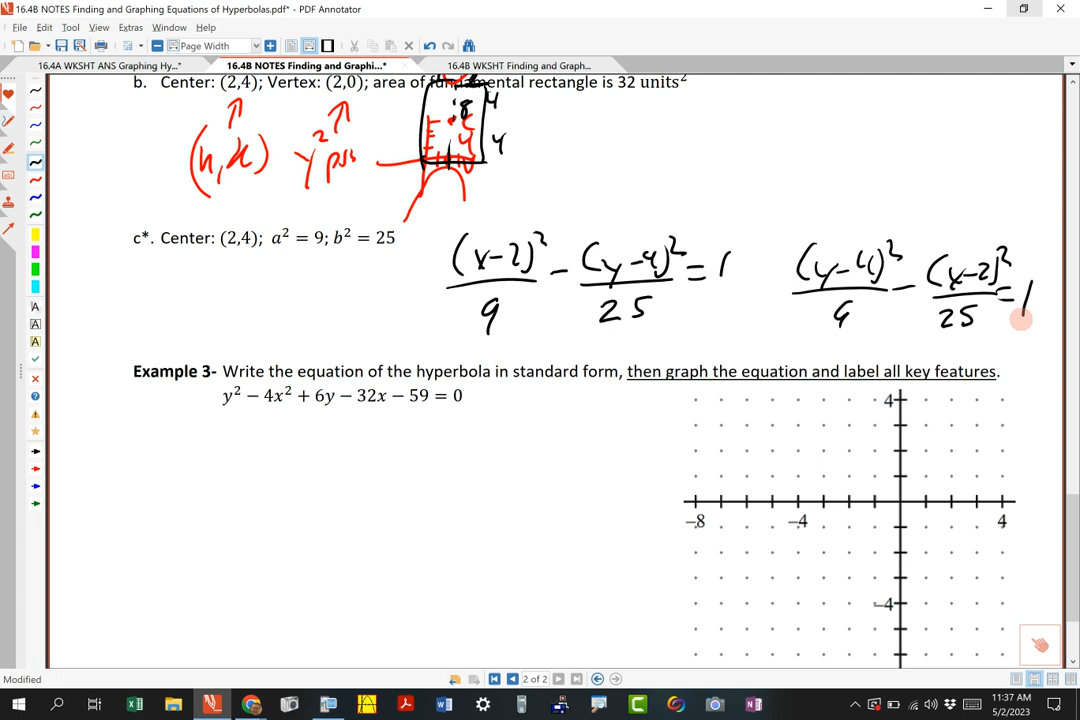 16.4B NOTES Finding and Graphing Equations of Hyperbolas.pdf* - PDF Annotator
File Edit Tool View Extras Window Help
Page Width
16.4A WKSHT ANS Graphing Hy...* 16.4B NOTES Finding and Graphi...* 16.4B WKSHT Finding and Graph...
b. Center: (2,4); Vertex: (2,0); area of fundamental rectangle is 32 units²
8 4
4 4
(h,k) y² pos
c*. Center: (2,4); a² = 9; b² = 25
(x-2)²/9 - (y-4)²/25 = 1 (y-4)²/9 - (x-2)²/25 = 1
Example 3- Write the equation of the hyperbola in standard form, then graph the equation and label all key features.
y² − 4x² + 6y − 32x − 59 = 0
4
−8 −4 4
−4
Modified 2 of 2
11:37 AM
5/2/2023